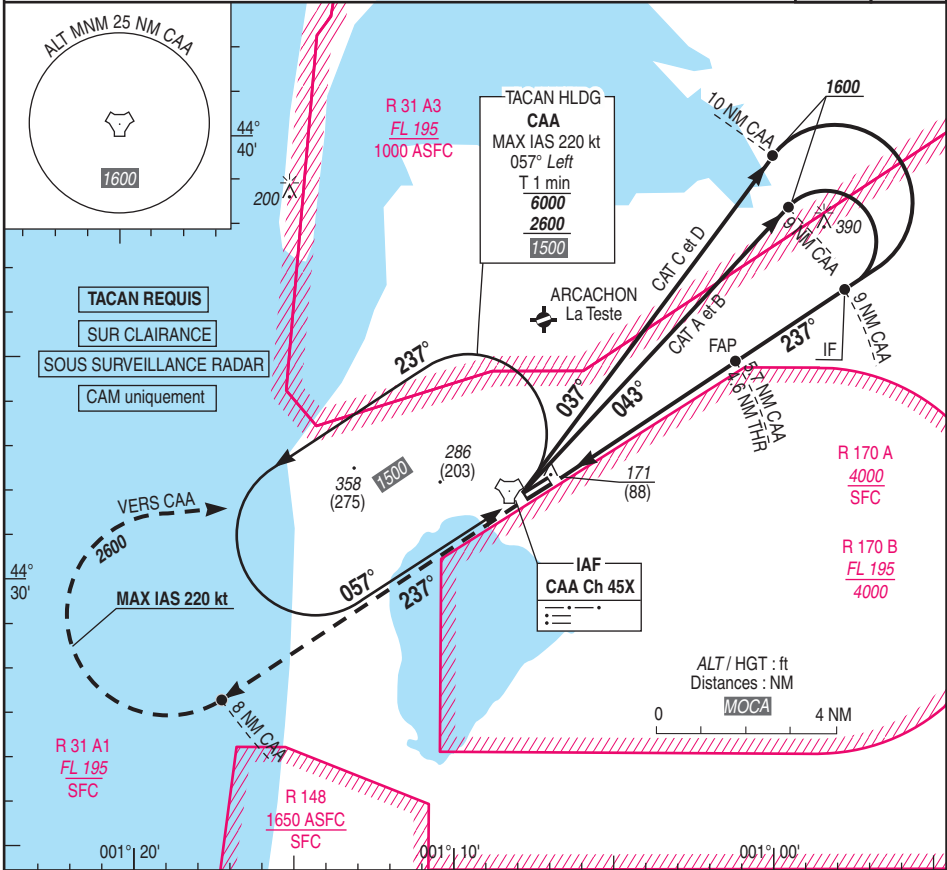 ALT MNM 25 NM CAA
1600
44°
40'
200
R 31 A3
FL 195
1000 ASFC
TACAN HLDG
CAA
MAX IAS 220 kt
057° Left
T 1 min
6000
2600
1500
10 NM CAA
1600
9 NM CAA
390
CAT C et D
CAT A et B
ARCACHON
La Teste
TACAN REQUIS
SUR CLAIRANCE
SOUS SURVEILLANCE RADAR
CAM uniquement
237°
037°
043°
FAP
237°
IF
9 NM CAA
5.7 NM CAA
4.6 NM THR
286
(203)
358
(275)
1500
171
(88)
R 170 A
4000
SFC
R 170 B
FL 195
4000
VERS CAA
2600
MAX IAS 220 kt
057°
237°
IAF
CAA Ch 45X
44°
30'
8 NM CAA
ALT / HGT : ft
Distances : NM
MOCA
0
4 NM
R 31 A1
FL 195
SFC
R 148
1650 ASFC
SFC
001° 20'
001° 10'
001° 00'